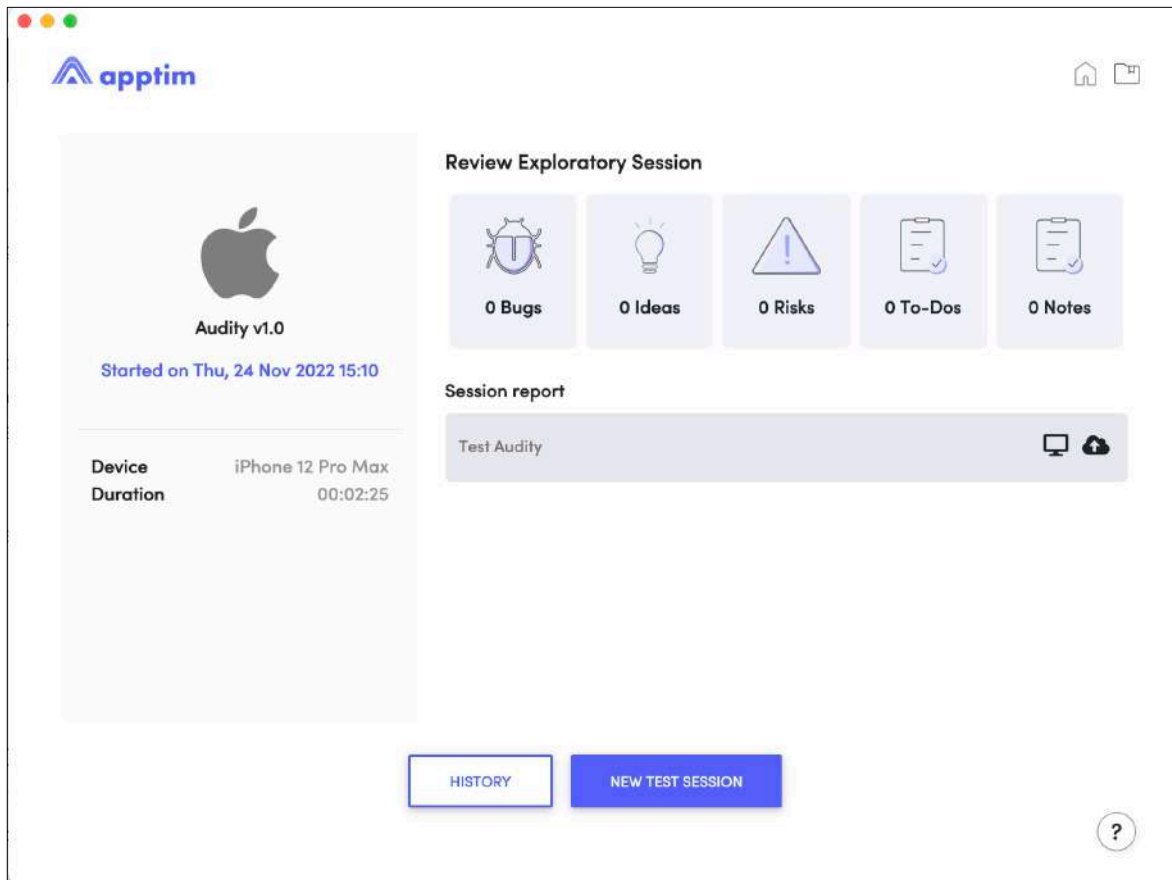 apptim
Audity v1.0
Started on Thu, 24 Nov 2022 15:10
Device iPhone 12 Pro Max
Duration 00:02:25
Review Exploratory Session
0 Bugs
0 Ideas
0 Risks
0 To-Dos
0 Notes
Session report
Test Audity
HISTORY
NEW TEST SESSION
?